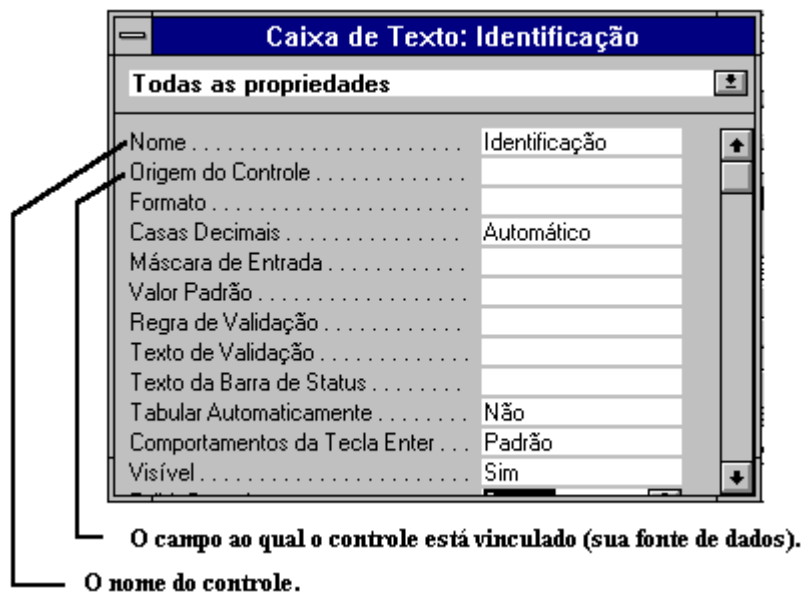 Caixa de Texto: Identificação
Todas as propriedades
Nome . . . . . . . . . . . . . . . . . . . . . . . Identificação
Origem do Controle . . . . . . . . . . . . .
Formato . . . . . . . . . . . . . . . . . . . . .
Casas Decimais . . . . . . . . . . . . . . . Automático
Máscara de Entrada . . . . . . . . . . . .
Valor Padrão . . . . . . . . . . . . . . . . . .
Regra de Validação . . . . . . . . . . . . .
Texto de Validação . . . . . . . . . . . . .
Texto da Barra de Status . . . . . . . .
Tabular Automaticamente . . . . . . . . Não
Comportamentos da Tecla Enter . . . Padrão
Visível . . . . . . . . . . . . . . . . . . . . . . Sim
O campo ao qual o controle está vinculado (sua fonte de dados).
O nome do controle.